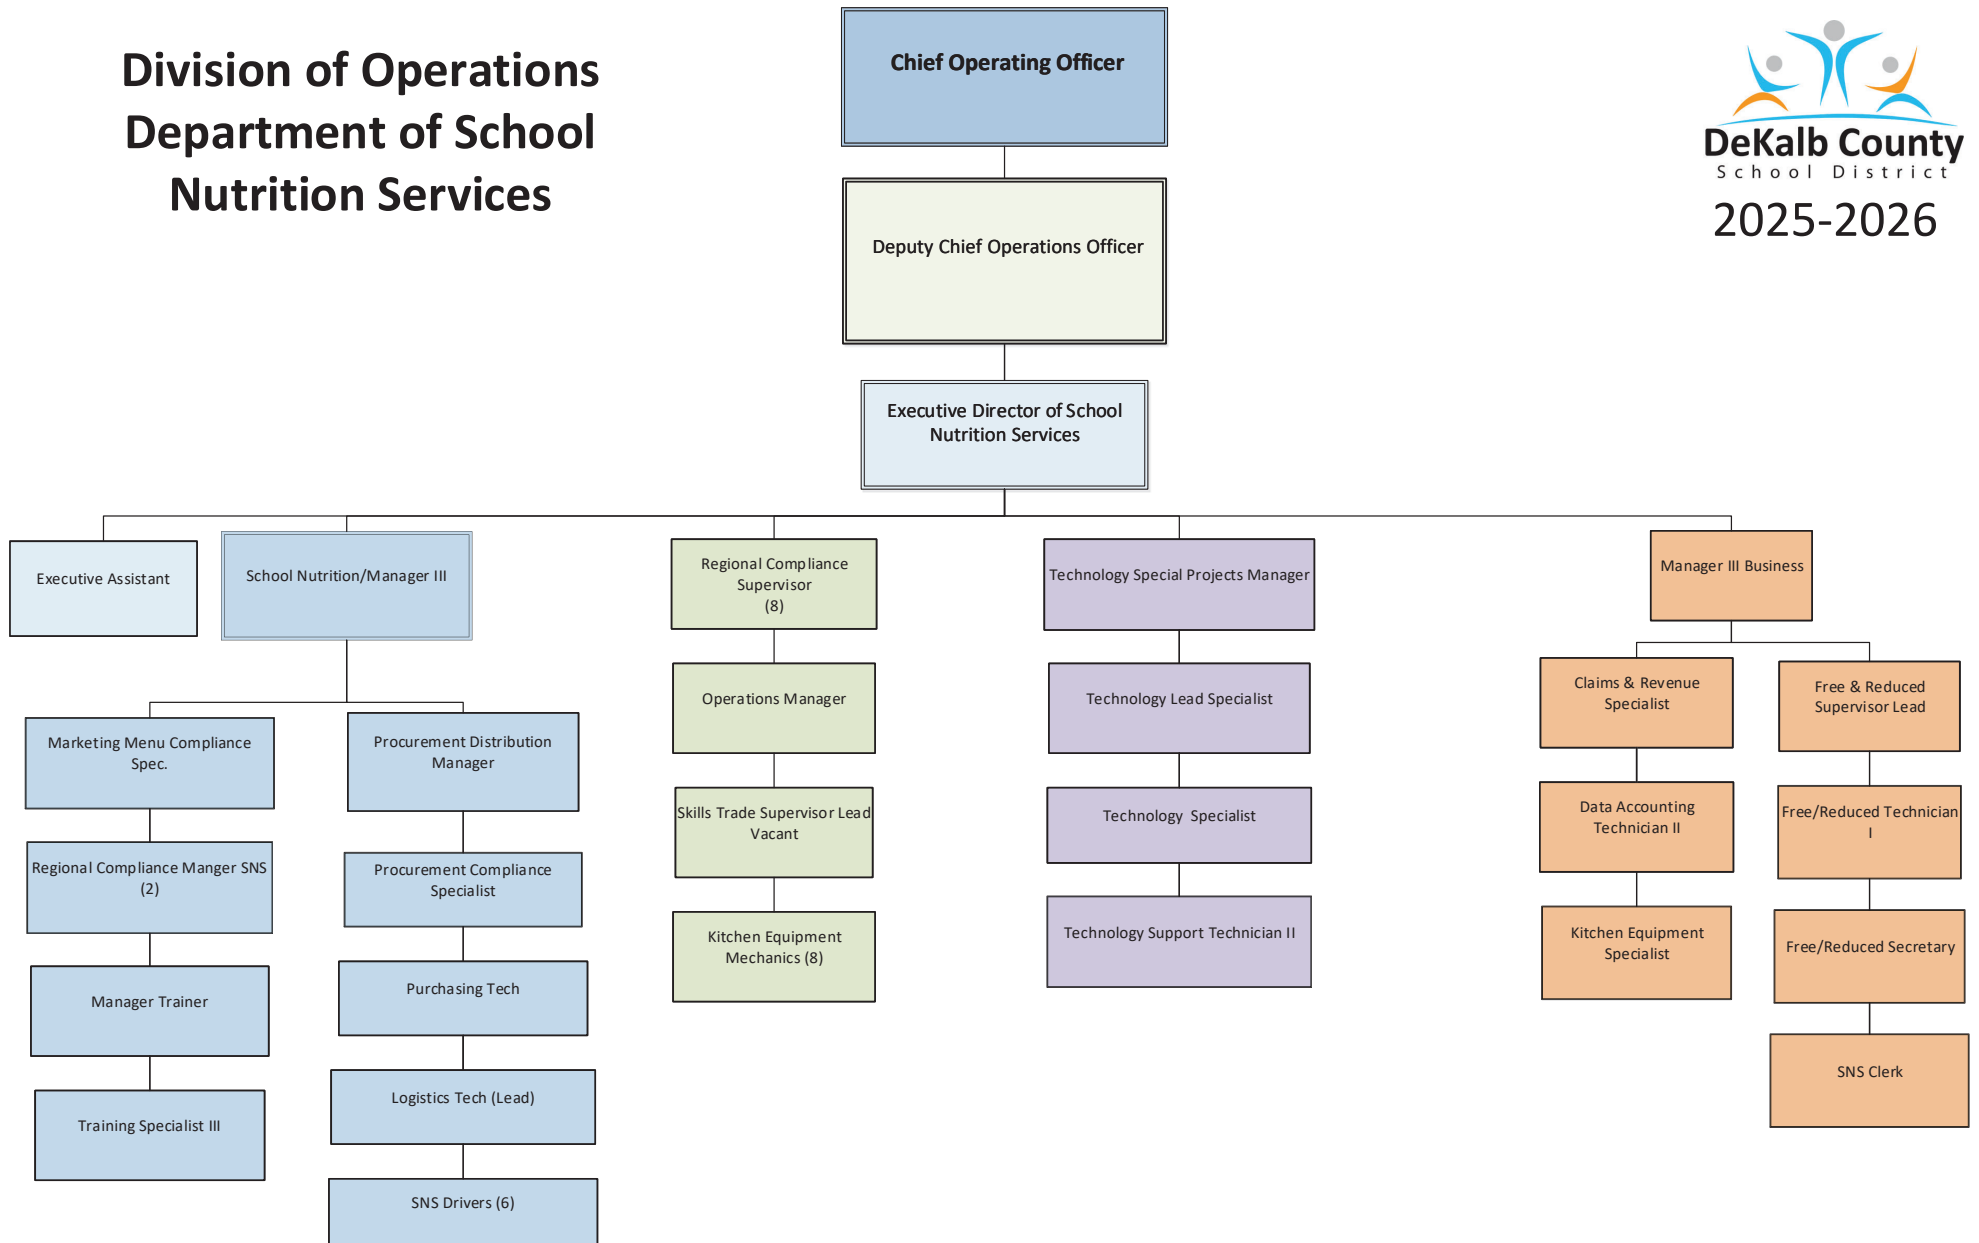 Division of Operations
Department of School
Nutrition Services
Chief Operating Officer
DeKalb County
School District
2025-2026
Deputy Chief Operations Officer
Executive Director of School
Nutrition Services
Executive Assistant
School Nutrition/Manager III
Regional Compliance
Supervisor
(8)
Technology Special Projects Manager
Manager III Business
Marketing Menu Compliance
Spec.
Regional Compliance Manger SNS
(2)
Manager Trainer
Training Specialist III
Procurement Distribution
Manager
Procurement Compliance
Specialist
Purchasing Tech
Logistics Tech (Lead)
SNS Drivers (6)
Operations Manager
Skills Trade Supervisor Lead
Vacant
Kitchen Equipment
Mechanics (8)
Technology Lead Specialist
Technology Specialist
Technology Support Technician II
Claims & Revenue
Specialist
Data Accounting
Technician II
Kitchen Equipment
Specialist
Free & Reduced
Supervisor Lead
Free/Reduced Technician
I
Free/Reduced Secretary
SNS Clerk